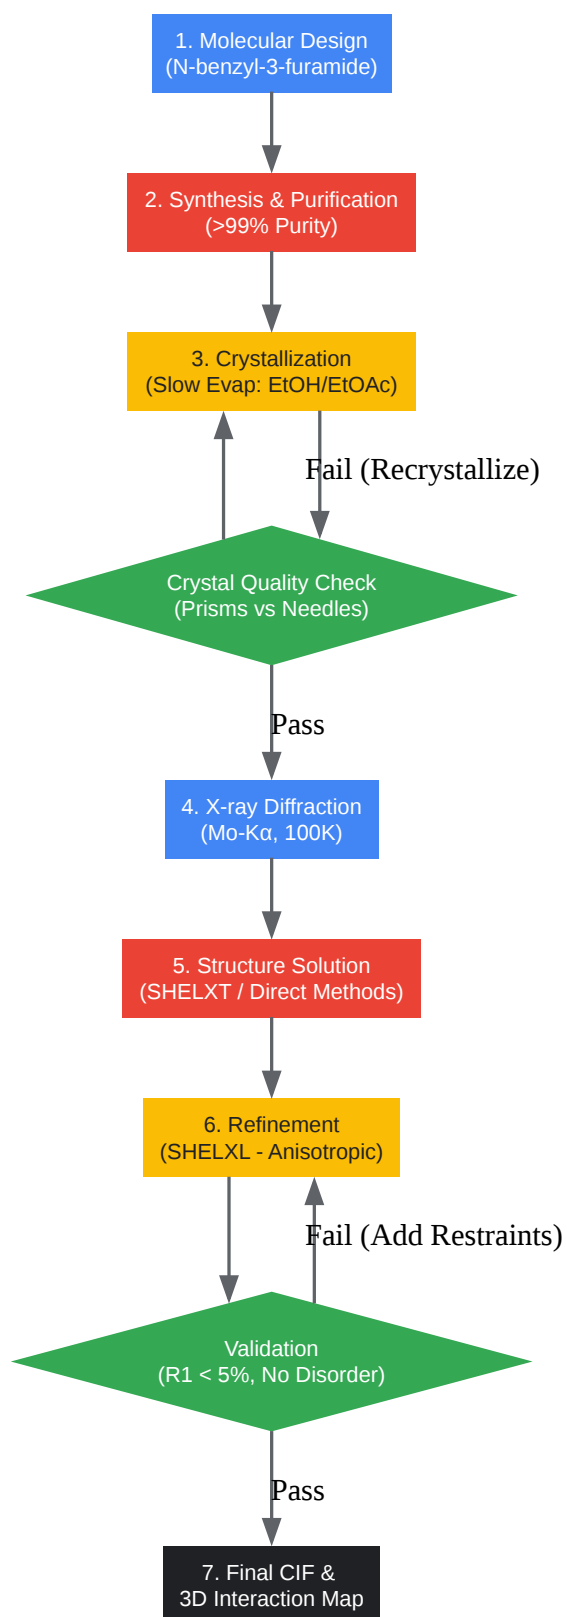 1. Molecular Design
(N-benzyl-3-furamide)
2. Synthesis & Purification
(>99% Purity)
3. Crystallization
(Slow Evap: EtOH/EtOAc)
Fail (Recrystallize)
Crystal Quality Check
(Prisms vs Needles)
Pass
4. X-ray Diffraction
(Mo-Kα, 100K)
5. Structure Solution
(SHELXT / Direct Methods)
6. Refinement
(SHELXL - Anisotropic)
Fail (Add Restraints)
Validation
(R1 < 5%, No Disorder)
Pass
7. Final CIF &
3D Interaction Map